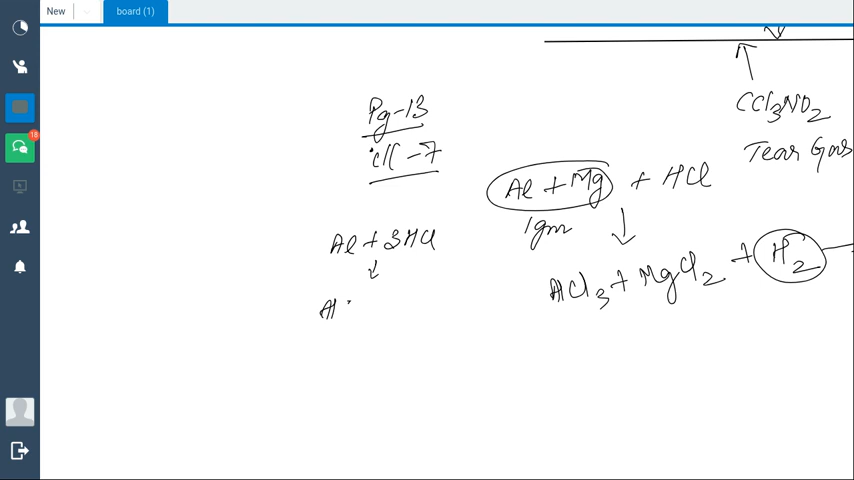 New
board (1)
18
Pg-13
ill-7
CCl3NO2
Tear Gas
Al + Mg + HCl
1gm
Al + 3HCl
↓
AlCl3 + MgCl2 + H2
Al